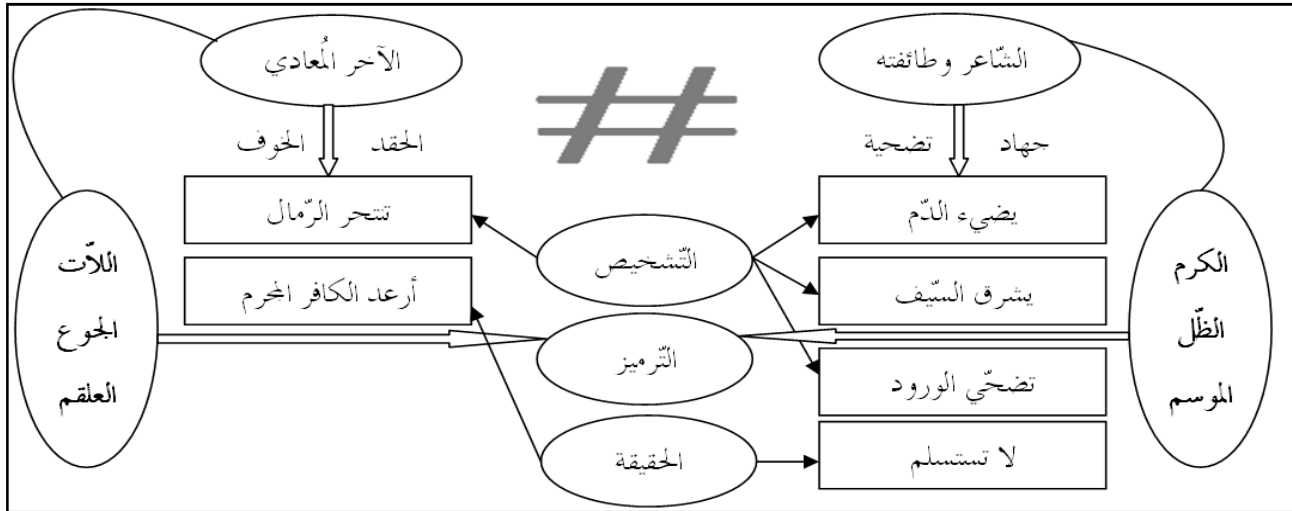 الشّاعر وطائفته
الآخر المُعادي
جهاد
تضحية
الحقد
الخوف
يضيء الدّم
تنتحر الرّمال
التّشخيص
الكرم
الظّل
الموسم
يشرق السّيف
أرعد الكافر المجرم
اللاّت
الجوع
العلقم
التّرميز
تضحّي الورود
الحقيقة
لا تستسلم